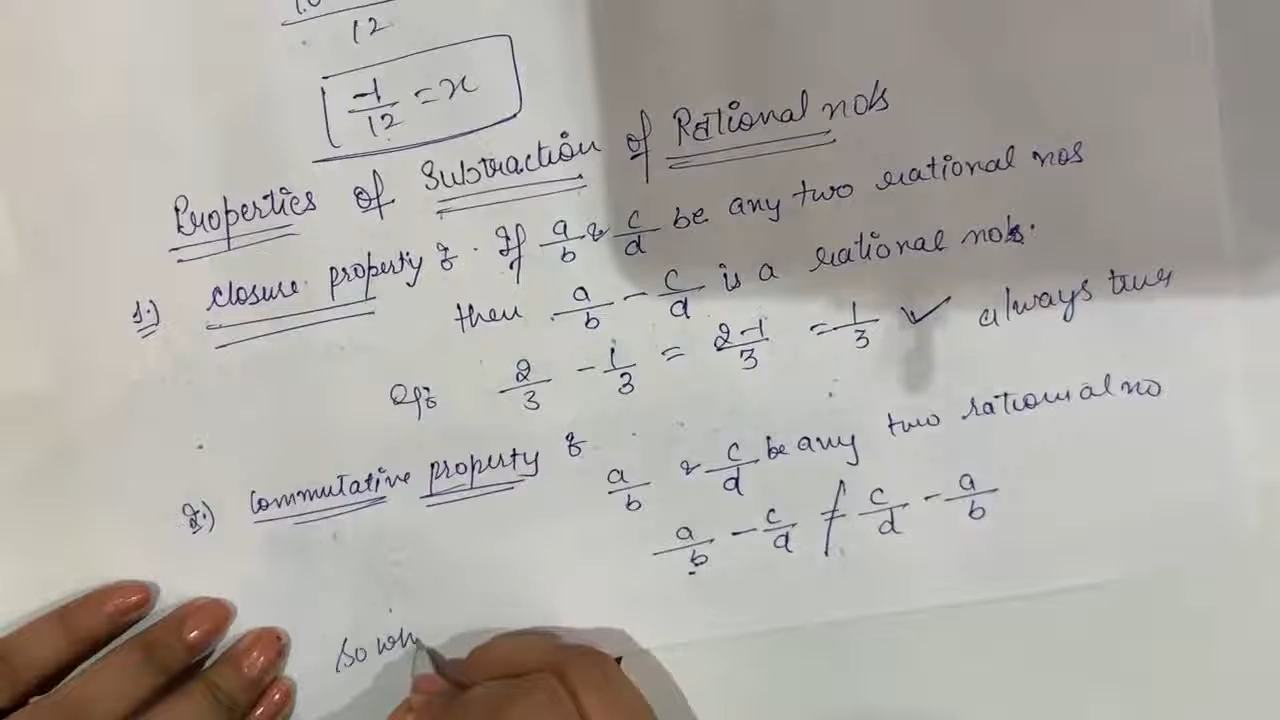 12
-1/12 = x
Properties of Subtraction of Rational nos
1.) Closure property : If a/b & c/d be any two rational nos
then a/b - c/d is a rational nos.
Eg: 2/3 - 1/3 = 2-1/3 = 1/3 ✓ always true
2.) Commutative property :
a/b & c/d be any two rational no
a/b - c/d ≠ c/d - a/b
So wh